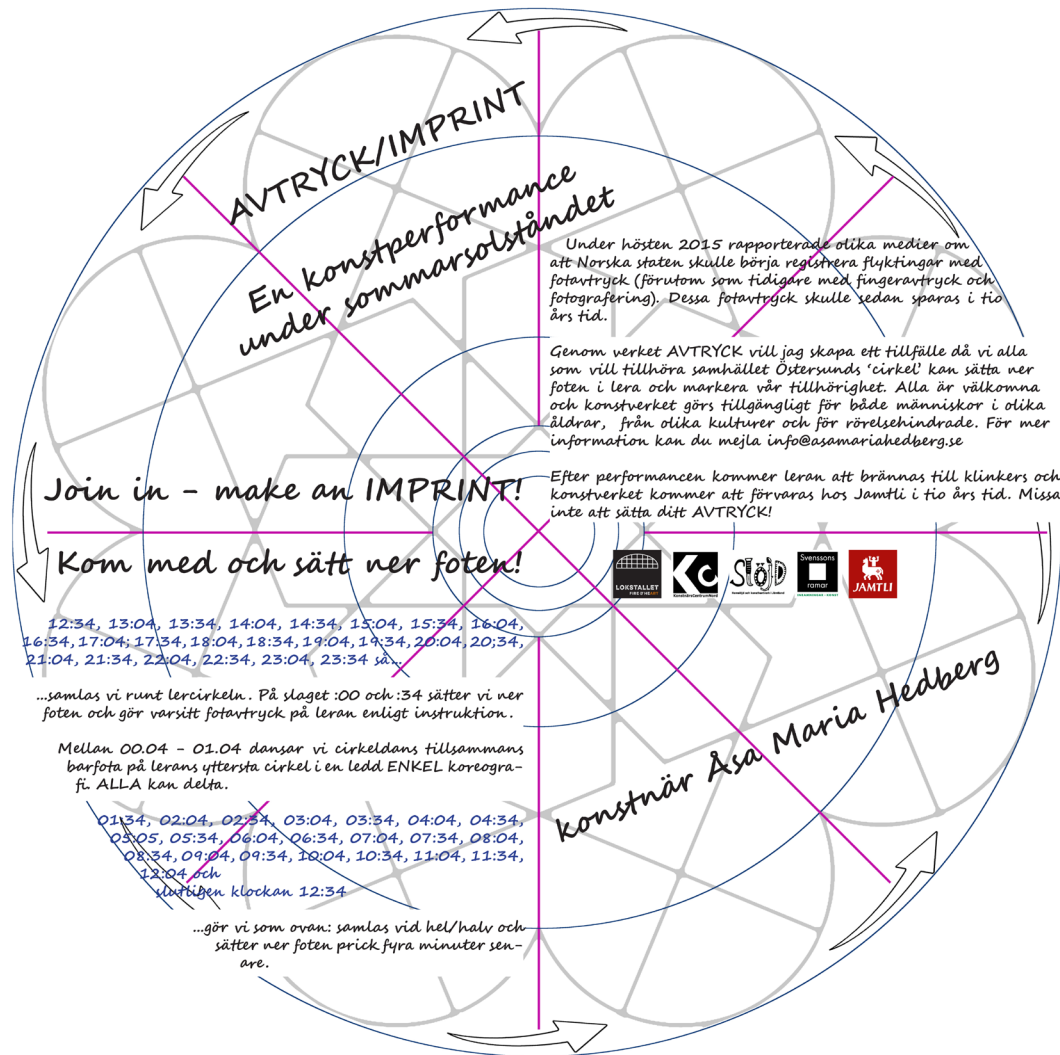 AVTRYCK/IMPRINT
En konstperformance
under sommarsolståndet
Under hösten 2015 rapporterade olika medier om
att Norska staten skulle börja registrera flyktingar med
fotavtryck (förutom som tidigare med fingeravtryck och
fotografering). Dessa fotavtryck skulle sedan sparas i tio
års tid.
Genom verket AVTRYCK vill jag skapa ett tillfälle då vi alla
som vill tillhöra samhället Östersunds ‘cirkel’ kan sätta ner
foten i lera och markera vår tillhörighet. Alla är välkomna
och konstverket görs tillgängligt för både människor i olika
åldrar, från olika kulturer och för rörelsehindrade. För mer
information kan du mejla info@asamariahedberg.se
Efter performancen kommer leran att brännas till klinkers och
konstverket kommer att förvaras hos Jamtli i tio års tid. Missa
inte att sätta ditt AVTRYCK!
Join in - make an IMPRINT!
Kom med och sätt ner foten!
LOKSTALLET
FIRE D'HEART
KC
KonstnärsCentrumNord
SLÖJD
Svenssons
ramar
JAMTLI
12:34, 13:04, 13:34, 14:04, 14:34, 15:04, 15:34, 16:04,
16:34, 17:04; 17:34, 18:04, 18:34, 19:04, 19:34, 20:04, 20;34,
21:04, 21:34, 22:04, 22:34, 23:04, 23:34 så...
...samlas vi runt lercirkeln. På slaget :00 och :34 sätter vi ner
foten och gör varsitt fotavtryck på leran enligt instruktion.
Mellan 00.04 - 01.04 dansar vi cirkeldans tillsammans
barfota på lerans yttersta cirkel i en ledd ENKEL koreogra-
fi. ALLA kan delta.
01:34, 02:04, 02:34, 03:04, 03:34, 04:04, 04:34,
05:05, 05:34, 06:04, 06:34, 07:04, 07:34, 08:04,
08:34, 09:04, 09:34, 10:04, 10:34, 11:04, 11:34,
12:04 och
slutligen klockan 12:34
...gör vi som ovan: samlas vid hel/halv och
sätter ner foten prick fyra minuter sen-
are.
konstnär Åsa Maria Hedberg